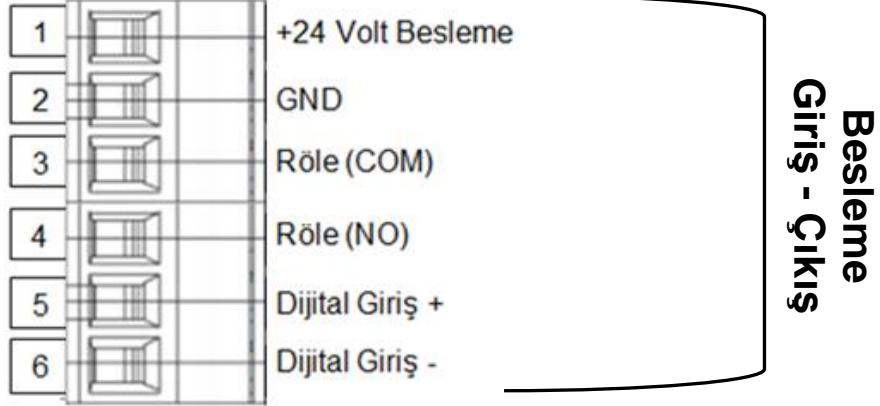 1 +24 Volt Besleme
2 GND
3 Röle (COM)
4 Röle (NO)
5 Dijital Giriş +
6 Dijital Giriş -
Besleme
Giriş - Çıkış